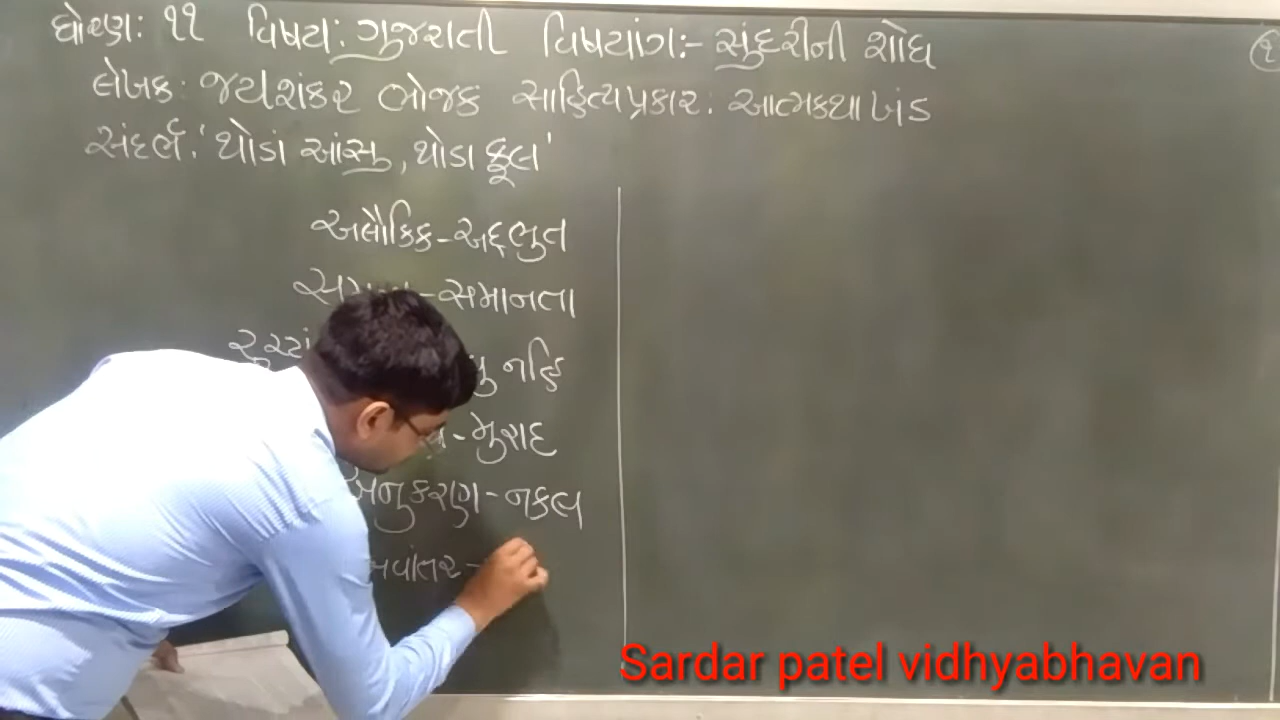 ધોરણ: ૧૧ વિષય: ગુજરાતી વિષયાંગ:- સુંદરીની શોધ
૧
લેખક: જયશંકર ભોજક સાહિત્યપ્રકાર: આત્મકથાખંડ
સંદર્ભ: 'થોડાં આંસુ, થોડા ફૂલ'
અલૌકિક-અદ્ભુત
-સમાનતા
નહિ
-મુરાદ
અનુકરણ-નકલ
અવાંતર-
Sardar patel vidhyabhavan